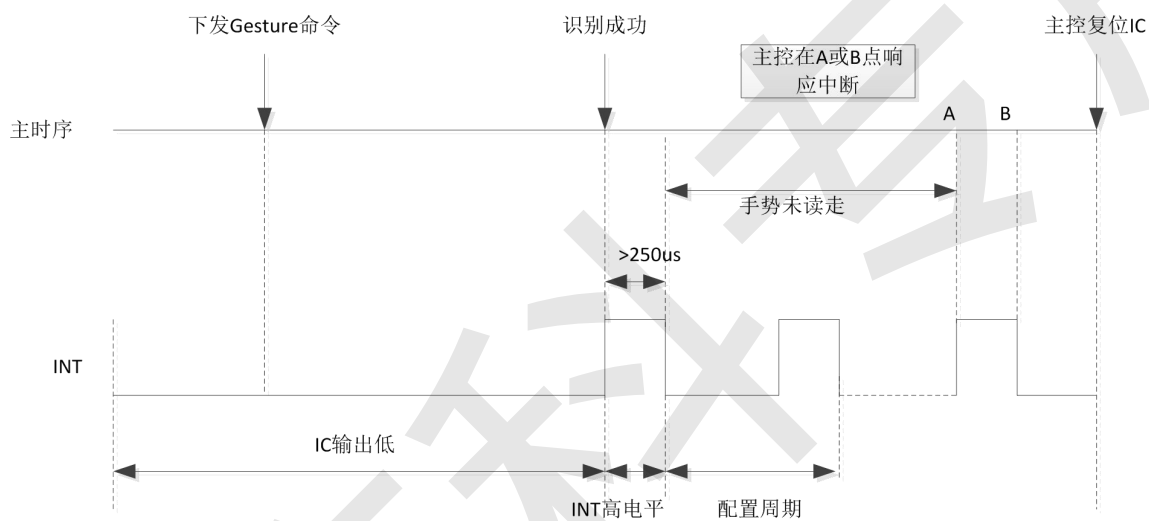 下发Gesture命令
识别成功
主控复位IC
主控在A或B点响
应中断
主时序
A
B
手势未读走
>250us
INT
IC输出低
INT高电平
配置周期